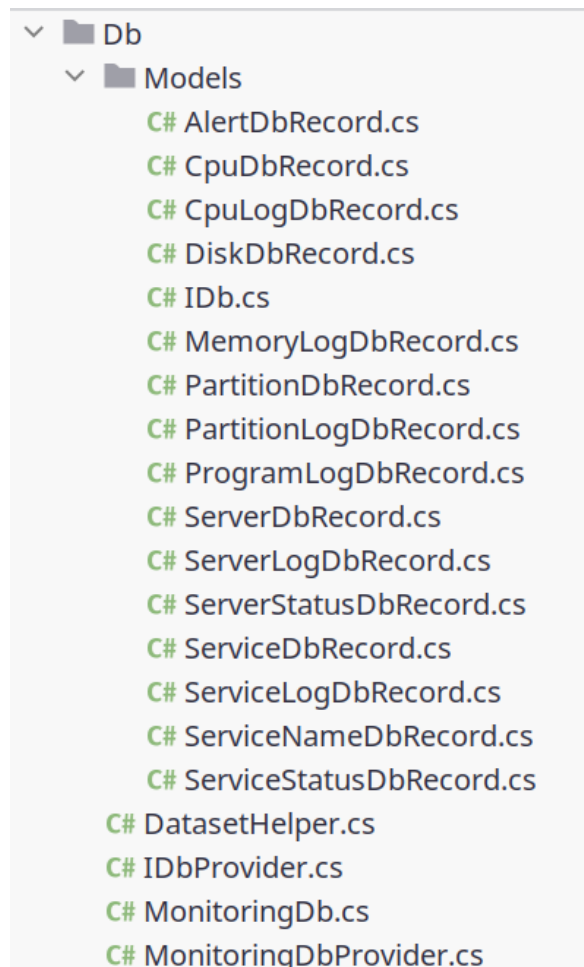 Db
Models
C# AlertDbRecord.cs
C# CpuDbRecord.cs
C# CpuLogDbRecord.cs
C# DiskDbRecord.cs
C# IDb.cs
C# MemoryLogDbRecord.cs
C# PartitionDbRecord.cs
C# PartitionLogDbRecord.cs
C# ProgramLogDbRecord.cs
C# ServerDbRecord.cs
C# ServerLogDbRecord.cs
C# ServerStatusDbRecord.cs
C# ServiceDbRecord.cs
C# ServiceLogDbRecord.cs
C# ServiceNameDbRecord.cs
C# ServiceStatusDbRecord.cs
C# DatasetHelper.cs
C# IDbProvider.cs
C# MonitoringDb.cs
C# MonitoringDbProvider.cs